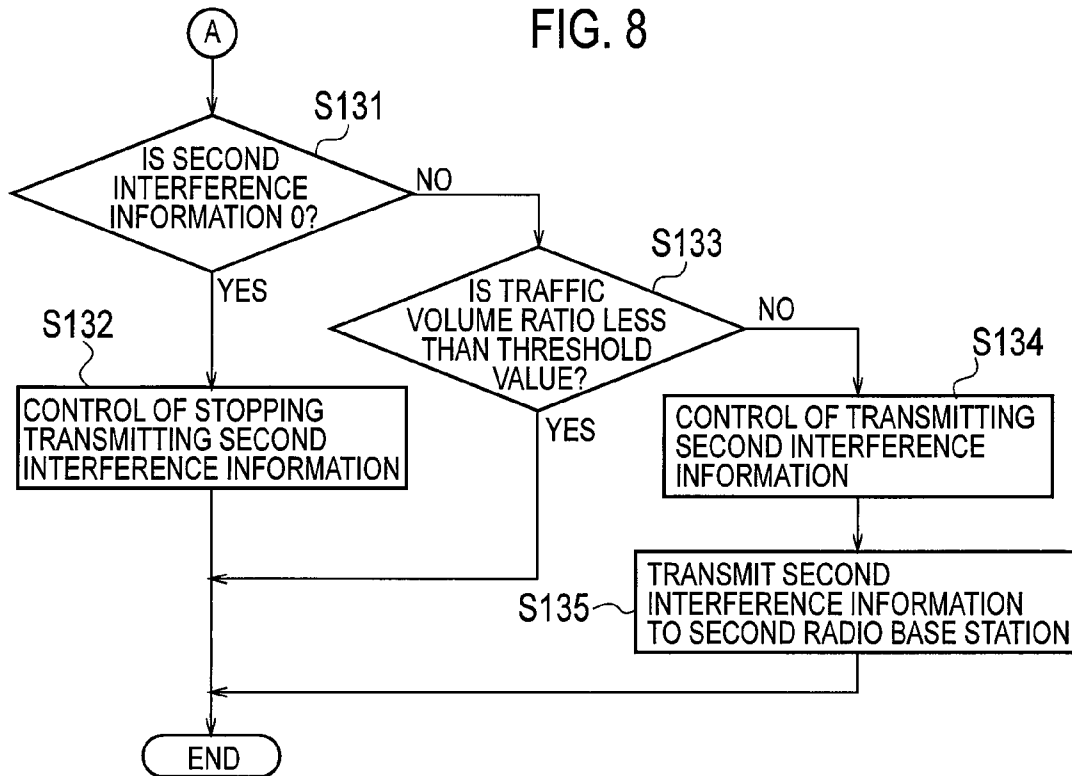 FIG. 8
A
S131
IS SECOND
INTERFERENCE
INFORMATION 0?
NO
YES
S133
IS TRAFFIC
VOLUME RATIO LESS
THAN THRESHOLD
VALUE?
NO
YES
S132
CONTROL OF STOPPING
TRANSMITTING SECOND
INTERFERENCE INFORMATION
S134
CONTROL OF TRANSMITTING
SECOND INTERFERENCE
INFORMATION
S135
TRANSMIT SECOND
INTERFERENCE INFORMATION
TO SECOND RADIO BASE STATION
END